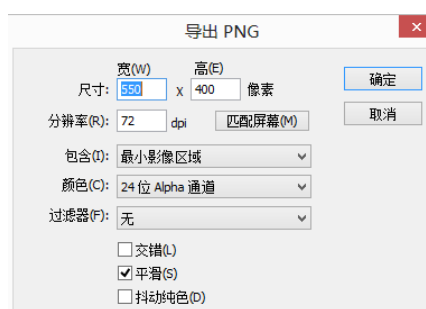 导出 PNG
宽(W) 高(E)
尺寸: 550 x 400 像素 确定
分辨率(R): 72 dpi 匹配屏幕(M) 取消
包含(I): 最小影像区域
颜色(C): 24 位 Alpha 通道
过滤器(F): 无
交错(L)
平滑(S)
抖动纯色(D)